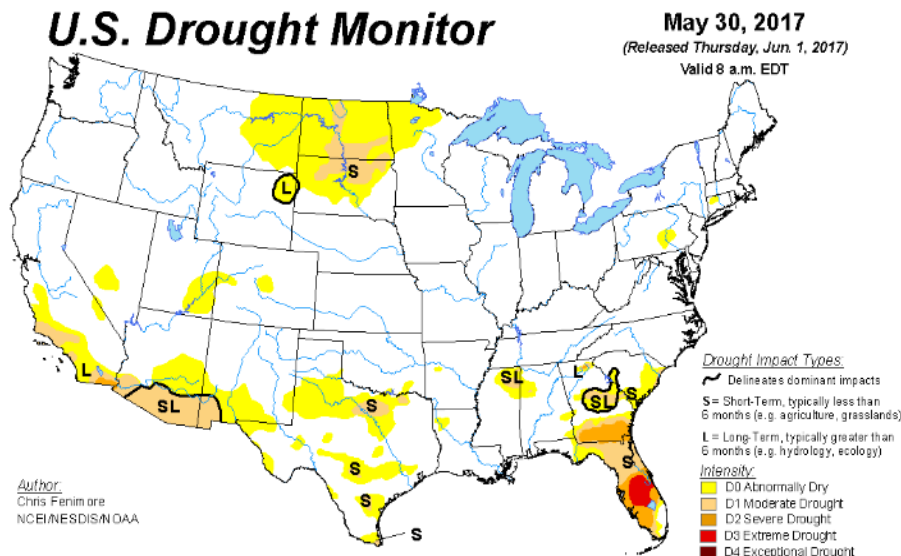 U.S. Drought Monitor
May 30, 2017
(Released Thursday, Jun. 1, 2017)
Valid 8 a.m. EDT
S
L
L
SL
SL
L
SL
S
S
S
S
S
S
Drought Impact Types:
Delineates dominant impacts
S = Short-Term, typically less than
6 months (e.g. agriculture, grasslands)
L = Long-Term, typically greater than
6 months (e.g. hydrology, ecology)
Intensity:
D0 Abnormally Dry
D1 Moderate Drought
D2 Severe Drought
D3 Extreme Drought
D4 Exceptional Drought
Author:
Chris Fenimore
NCEI/NESDIS/NOAA